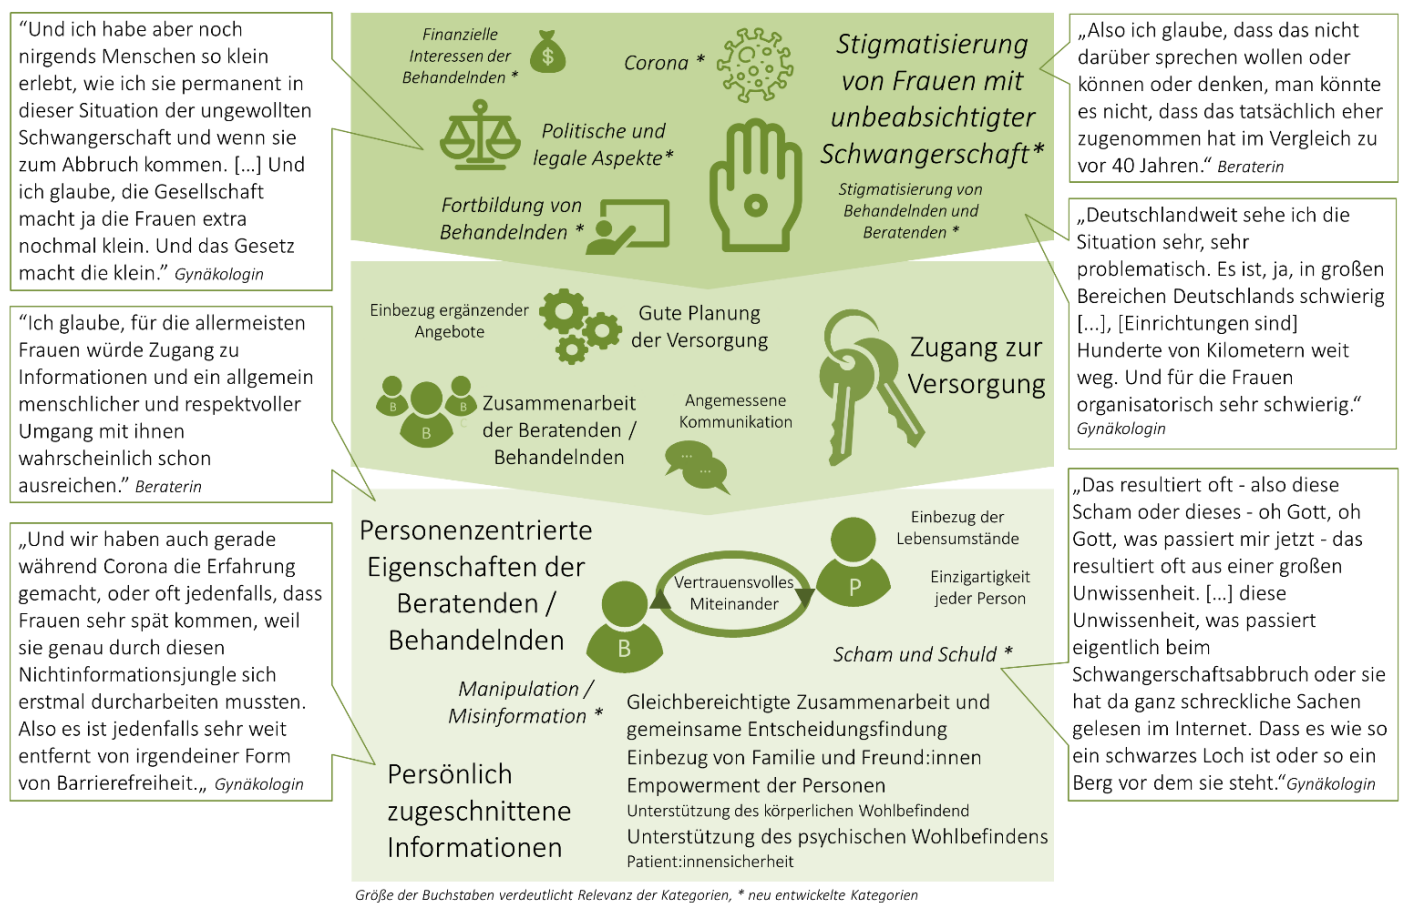 “Und ich habe aber noch
nirgends Menschen so klein
erlebt, wie ich sie permanent in
dieser Situation der ungewollten
Schwangerschaft und wenn sie
zum Abbruch kommen. [...] Und
ich glaube, die Gesellschaft
macht ja die Frauen extra
nochmal klein. Und das Gesetz
macht die klein.” Gynäkologin
“Ich glaube, für die allermeisten
Frauen würde Zugang zu
Informationen und ein allgemein
menschlicher und respektvoller
Umgang mit ihnen
wahrscheinlich schon
ausreichen.” Beraterin
„Und wir haben auch gerade
während Corona die Erfahrung
gemacht, oder oft jedenfalls, dass
Frauen sehr spät kommen, weil
sie genau durch diesen
Nichtinformationsjungle sich
erstmal durcharbeiten mussten.
Also es ist jedenfalls sehr weit
entfernt von irgendeiner Form
von Barrierefreiheit.„ Gynäkologin
Finanzielle
Interessen der
Behandelnden *
$
Corona *
Politische und
legale Aspekte*
Fortbildung von
Behandelnden *
Stigmatisierung
von Frauen mit
unbeabsichtigter
Schwangerschaft*
Stigmatisierung von
Behandelnden und
Beratenden *
Einbezug ergänzender
Angebote
Gute Planung
der Versorgung
Zugang zur
Versorgung
B
B
B
C
Zusammenarbeit
der Beratenden /
Behandelnden
Angemessene
Kommunikation
...
...
Personenzentrierte
Eigenschaften der
Beratenden /
Behandelnden
B
Vertrauensvolles
Miteinander
P
Einbezug der
Lebensumstände
Einzigartigkeit
jeder Person
Scham und Schuld *
Manipulation /
Misinformation *
Persönlich
zugeschnittene
Informationen
Gleichbereichtigte Zusammenarbeit und
gemeinsame Entscheidungsfindung
Einbezug von Familie und Freund:innen
Empowerment der Personen
Unterstützung des körperlichen Wohlbefindend
Unterstützung des psychischen Wohlbefindens
Patient:innensicherheit
„Also ich glaube, dass das nicht
darüber sprechen wollen oder
können oder denken, man könnte
es nicht, dass das tatsächlich eher
zugenommen hat im Vergleich zu
vor 40 Jahren.“ Beraterin
„Deutschlandweit sehe ich die
Situation sehr, sehr
problematisch. Es ist, ja, in großen
Bereichen Deutschlands schwierig
[...], [Einrichtungen sind]
Hunderte von Kilometern weit
weg. Und für die Frauen
organisatorisch sehr schwierig.“
Gynäkologin
„Das resultiert oft - also diese
Scham oder dieses - oh Gott, oh
Gott, was passiert mir jetzt - das
resultiert oft aus einer großen
Unwissenheit. [...] diese
Unwissenheit, was passiert
eigentlich beim
Schwangerschaftsabbruch oder sie
hat da ganz schreckliche Sachen
gelesen im Internet. Dass es wie so
ein schwarzes Loch ist oder so ein
Berg vor dem sie steht.“Gynäkologin
Größe der Buchstaben verdeutlicht Relevanz der Kategorien, * neu entwickelte Kategorien